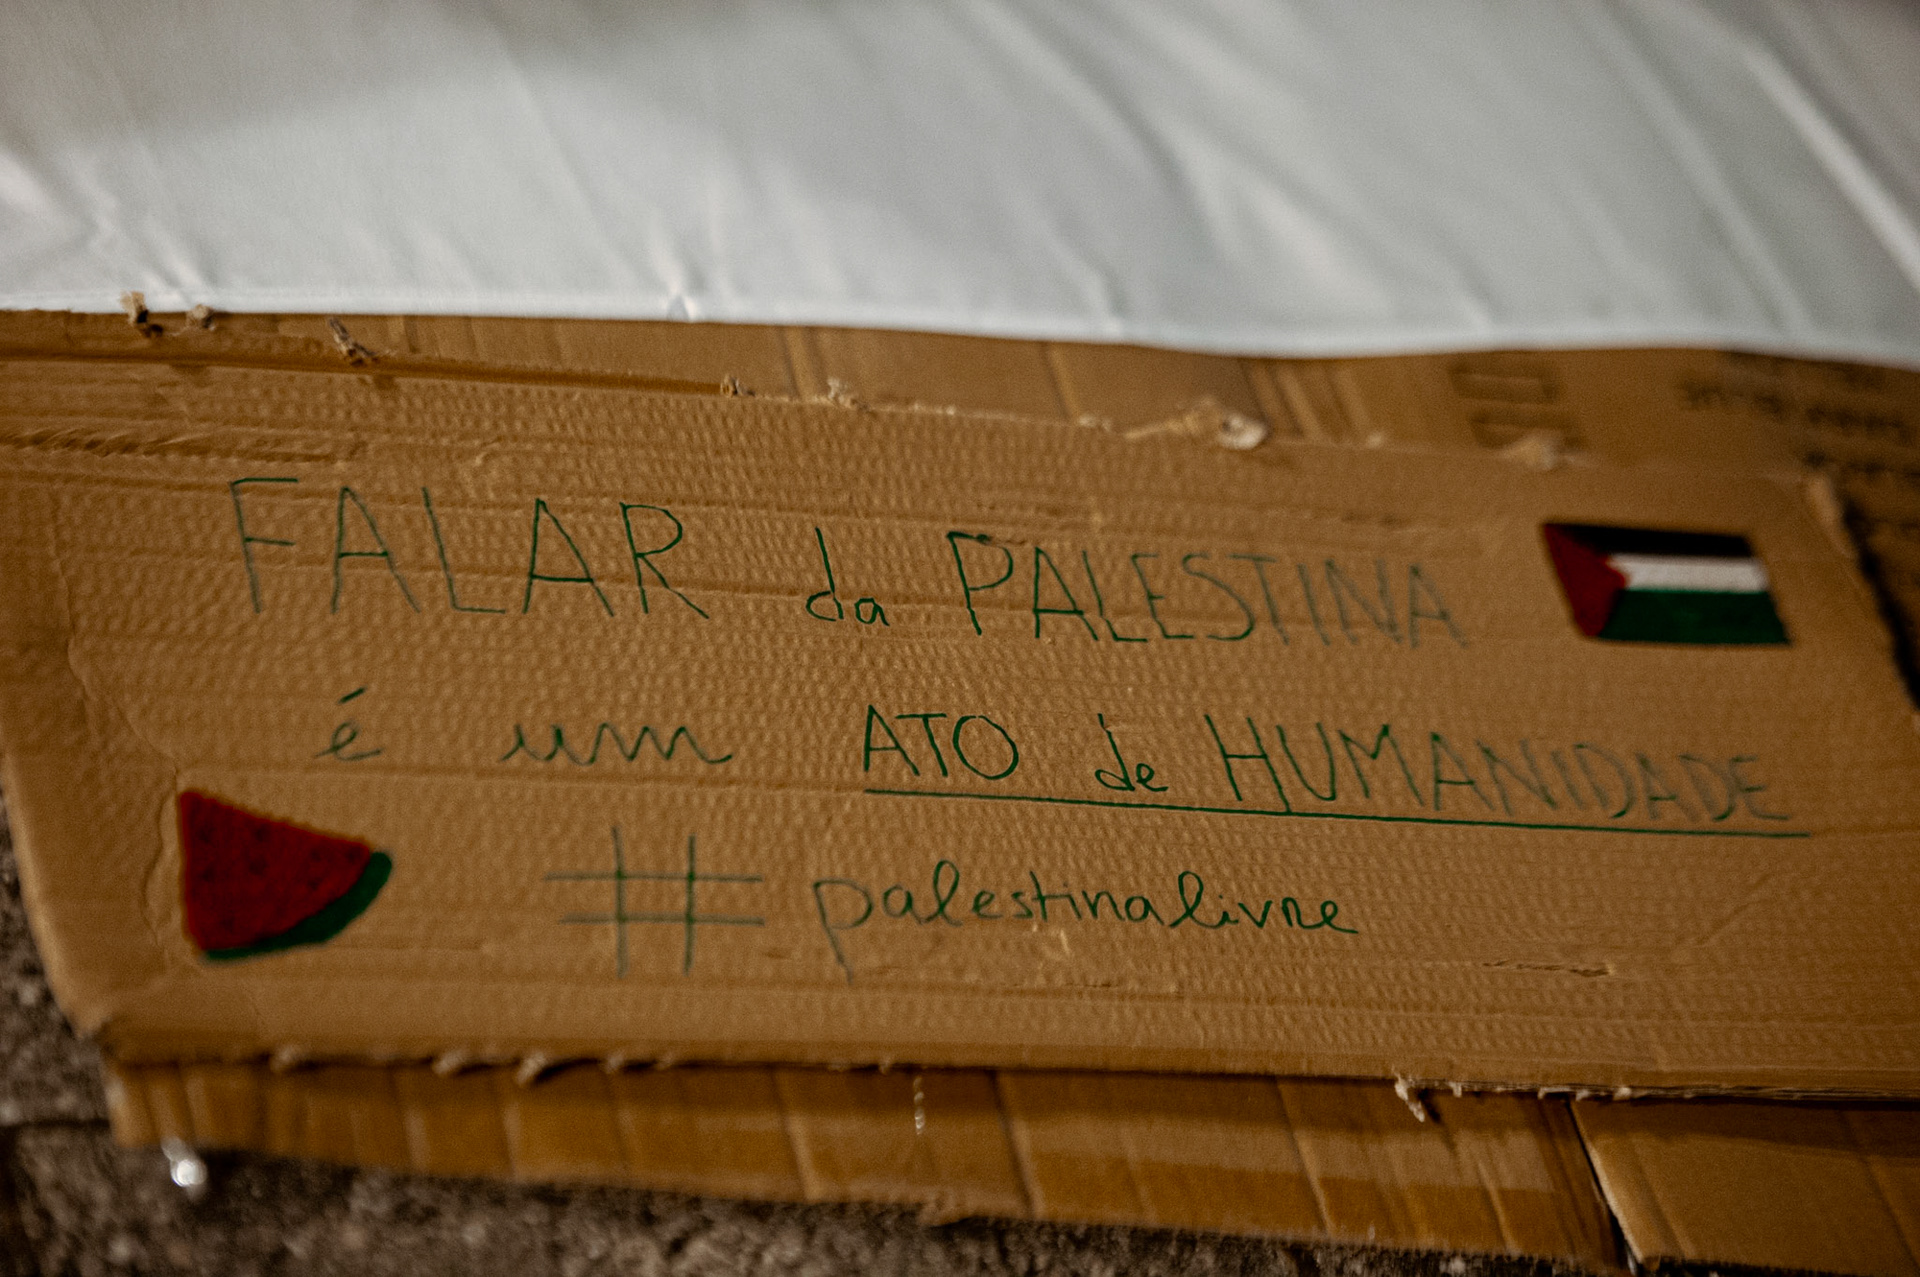 FALAR da PALESTINA
é um ATO de HUMANIDADE
#palestinalivre